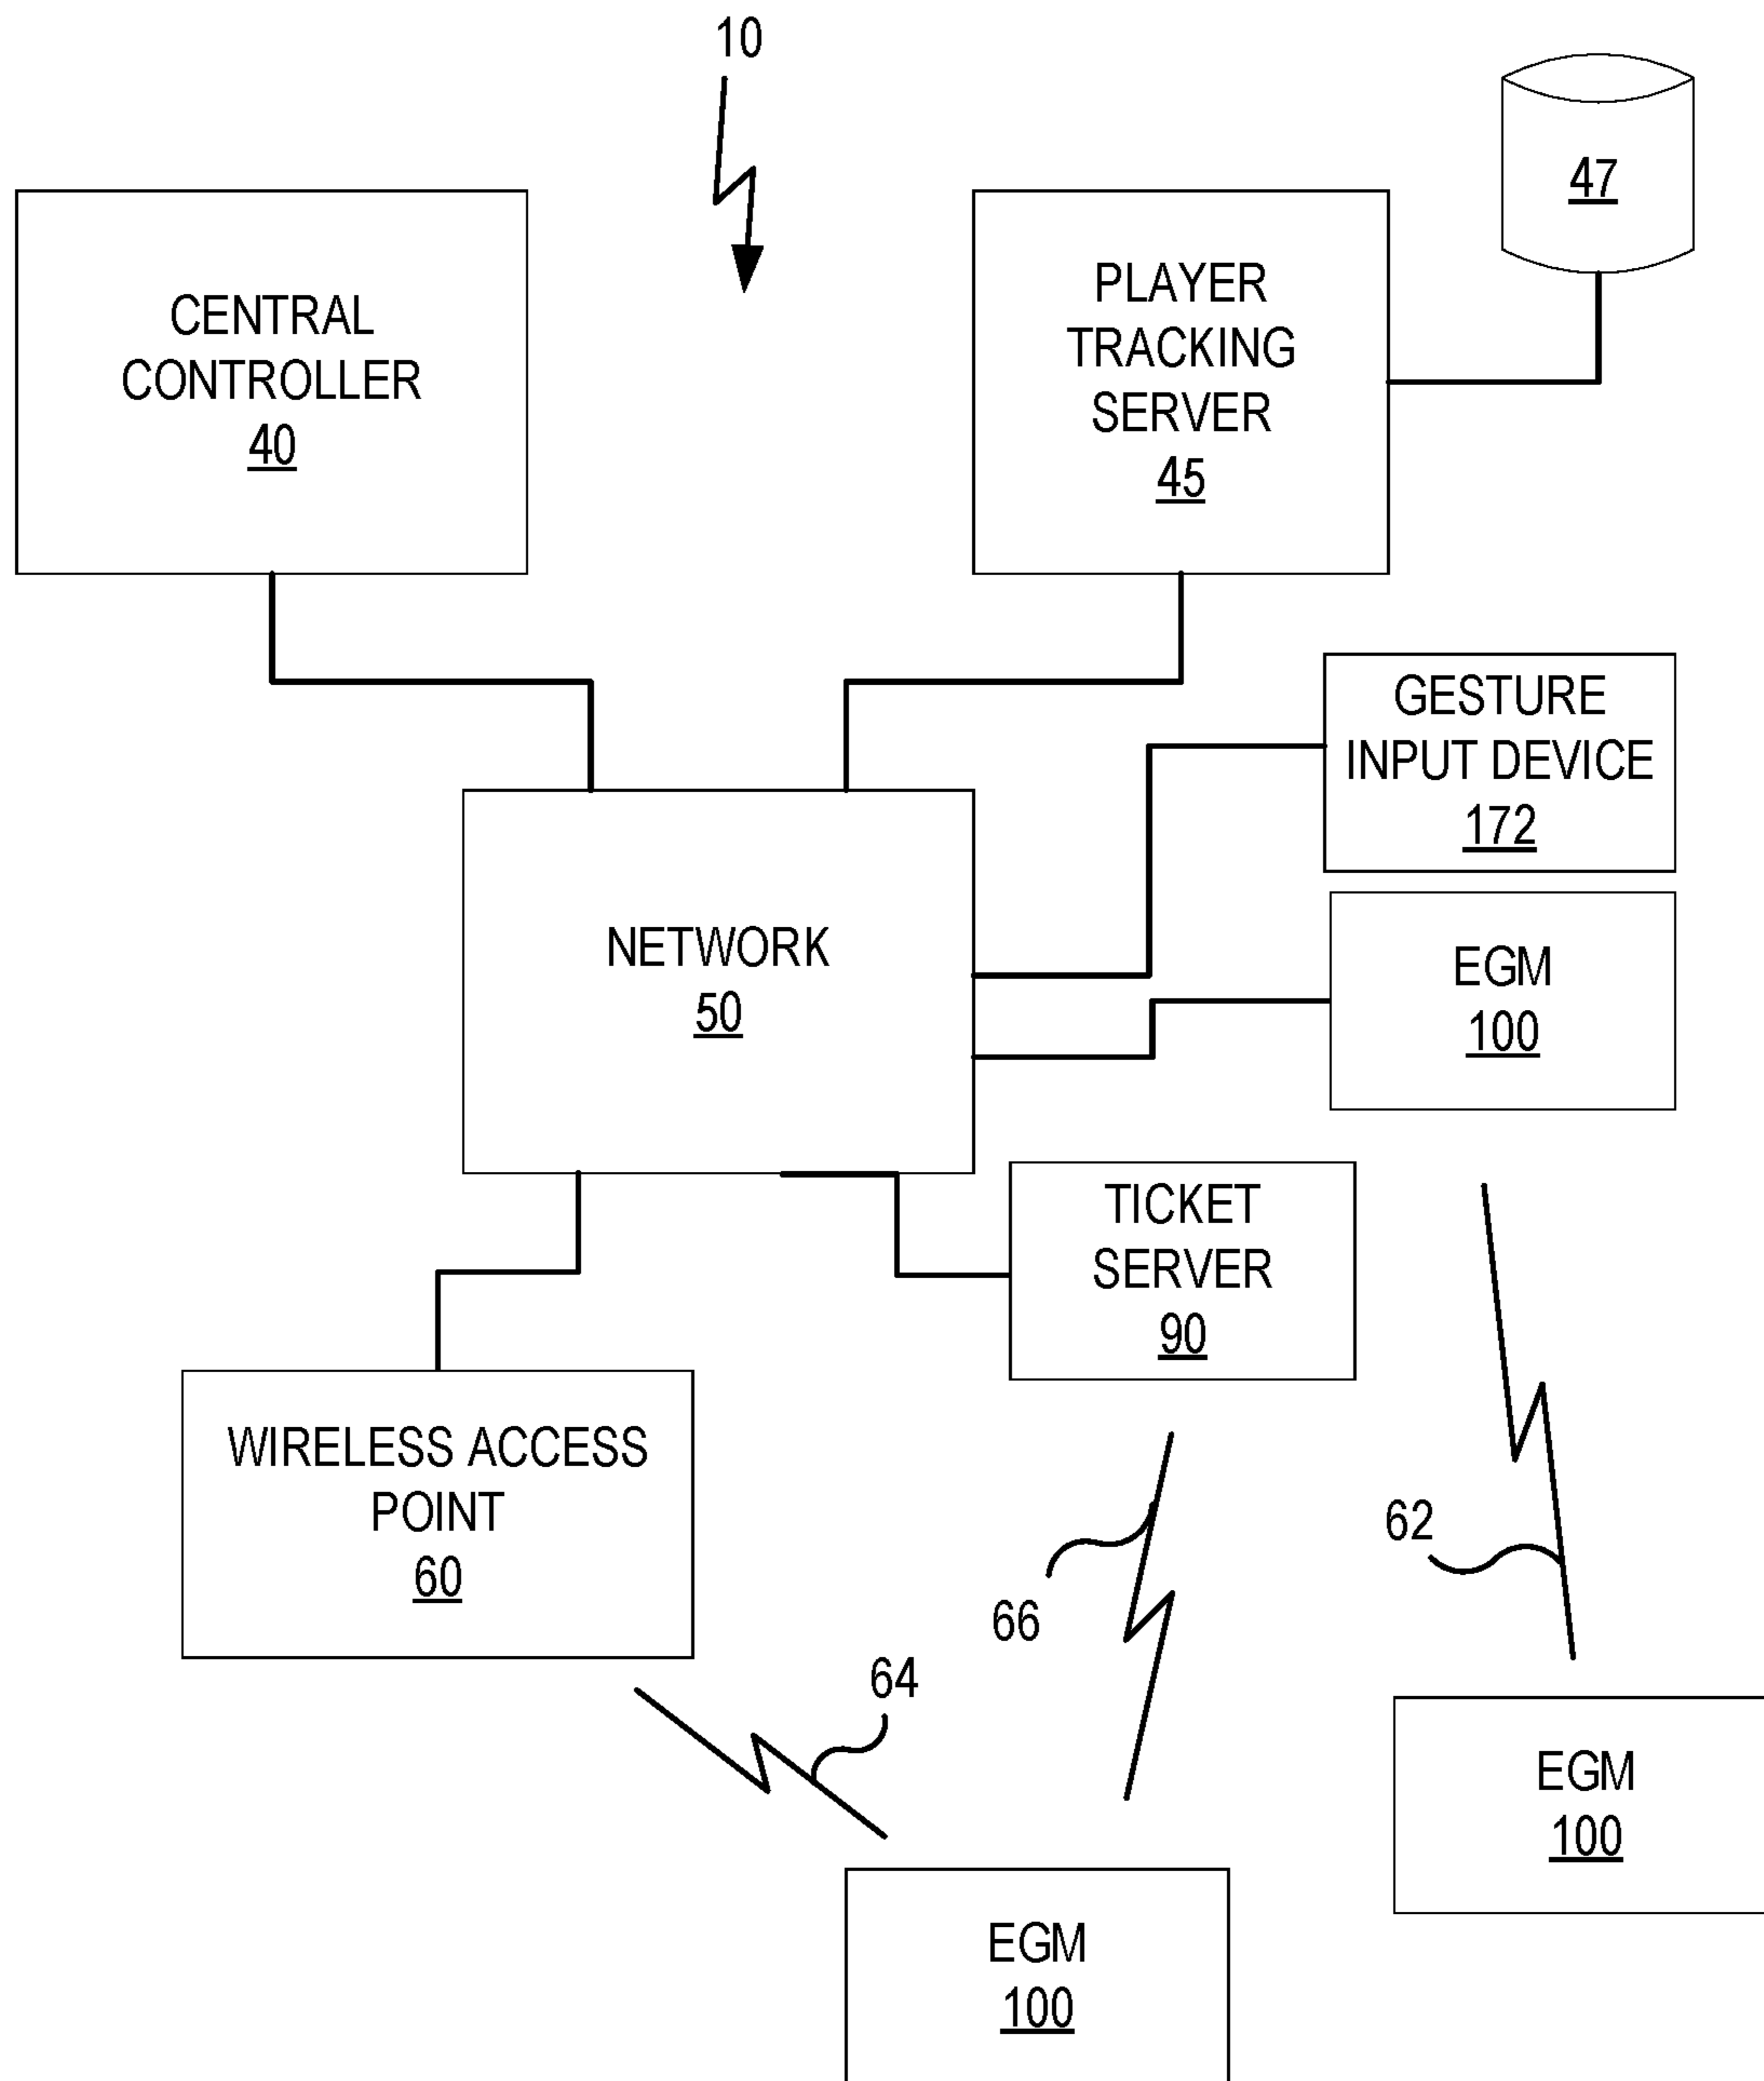 10
47
CENTRAL
CONTROLLER
40
PLAYER
TRACKING
SERVER
45
GESTURE
INPUT DEVICE
172
NETWORK
50
EGM
100
TICKET
SERVER
90
WIRELESS ACCESS
POINT
60
62
66
64
EGM
100
EGM
100